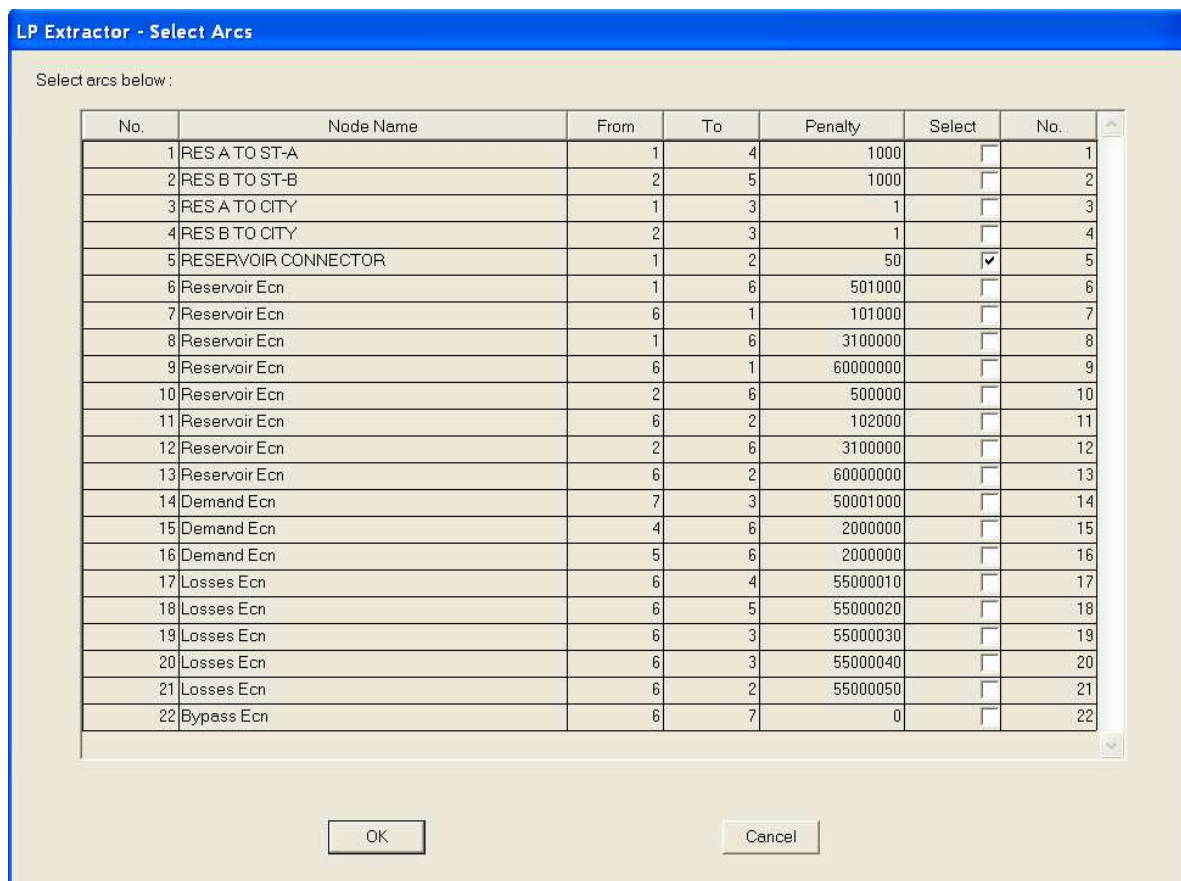 LP Extractor - Select Arcs
Select arcs below :
No. Node Name From To Penalty Select No.
1 RES A TO ST-A 1 4 1000 1
2 RES B TO ST-B 2 5 1000 2
3 RES A TO CITY 1 3 1 3
4 RES B TO CITY 2 3 1 4
5 RESERVOIR CONNECTOR 1 2 50 5
6 Reservoir Ecn 1 6 501000 6
7 Reservoir Ecn 6 1 101000 7
8 Reservoir Ecn 1 6 3100000 8
9 Reservoir Ecn 6 1 60000000 9
10 Reservoir Ecn 2 6 500000 10
11 Reservoir Ecn 6 2 102000 11
12 Reservoir Ecn 2 6 3100000 12
13 Reservoir Ecn 6 2 60000000 13
14 Demand Ecn 7 3 50001000 14
15 Demand Ecn 4 6 2000000 15
16 Demand Ecn 5 6 2000000 16
17 Losses Ecn 6 4 55000010 17
18 Losses Ecn 6 5 55000020 18
19 Losses Ecn 6 3 55000030 19
20 Losses Ecn 6 3 55000040 20
21 Losses Ecn 6 2 55000050 21
22 Bypass Ecn 6 7 0 22
OK Cancel